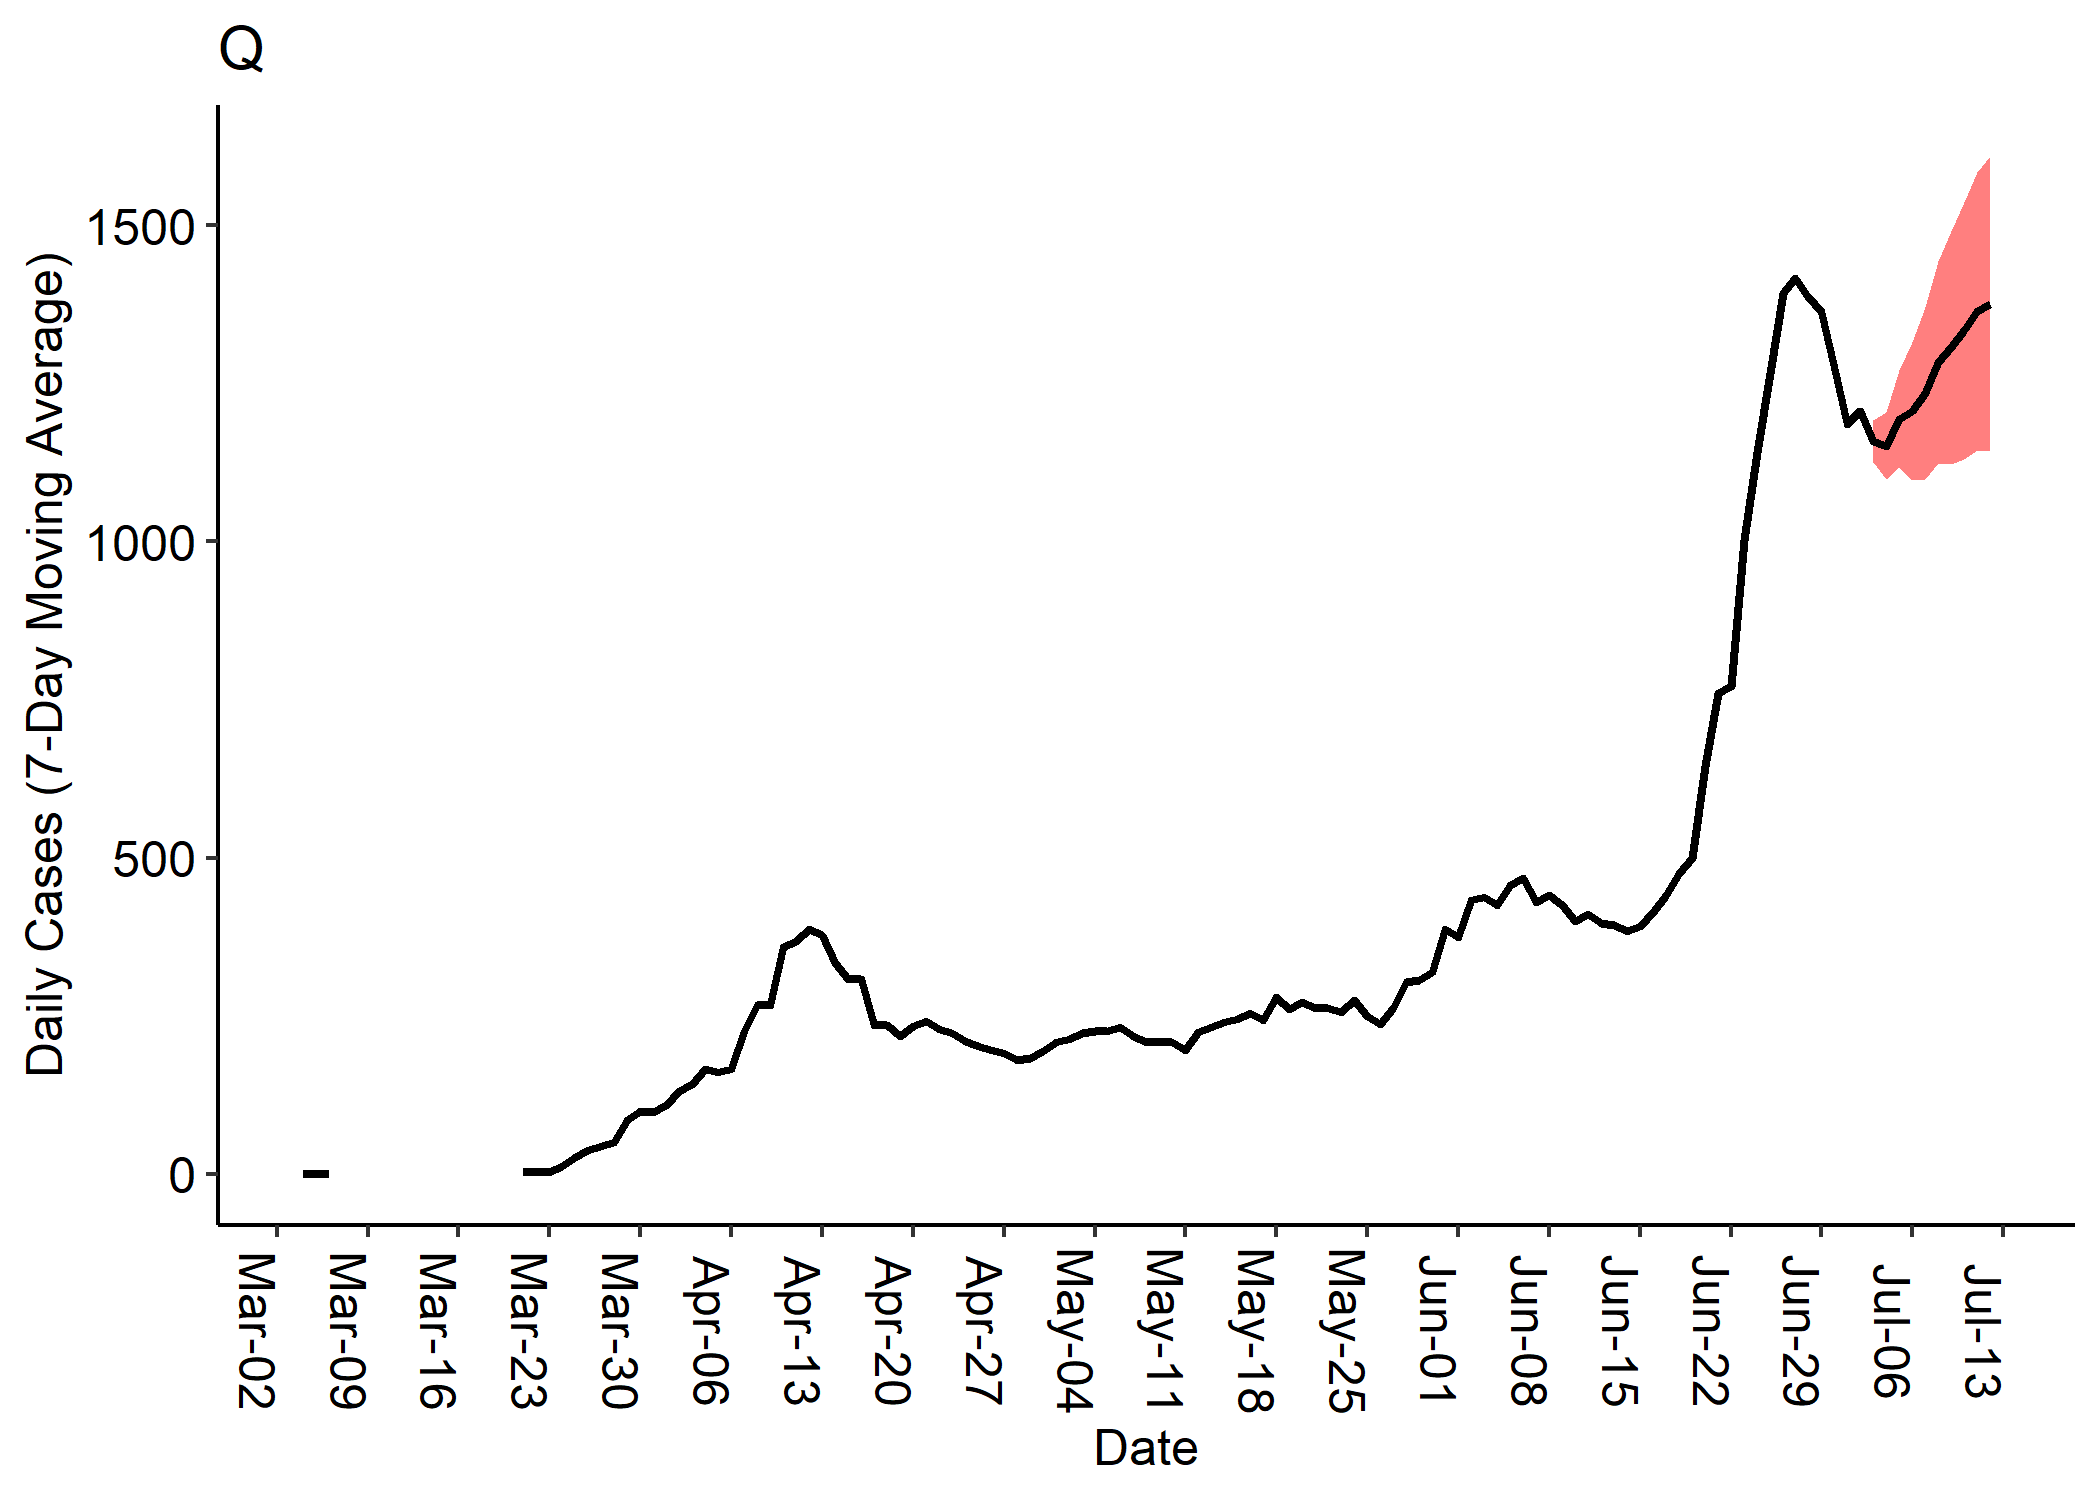 Q
Daily Cases (7-Day Moving Average)
1500
1000
500
0
Mar-02
Mar-09
Mar-16
Mar-23
Mar-30
Apr-06
Apr-13
Apr-20
Apr-27
May-04
May-11
May-18
May-25
Jun-01
Jun-08
Jun-15
Jun-22
Jun-29
Jul-06
Jul-13
Date